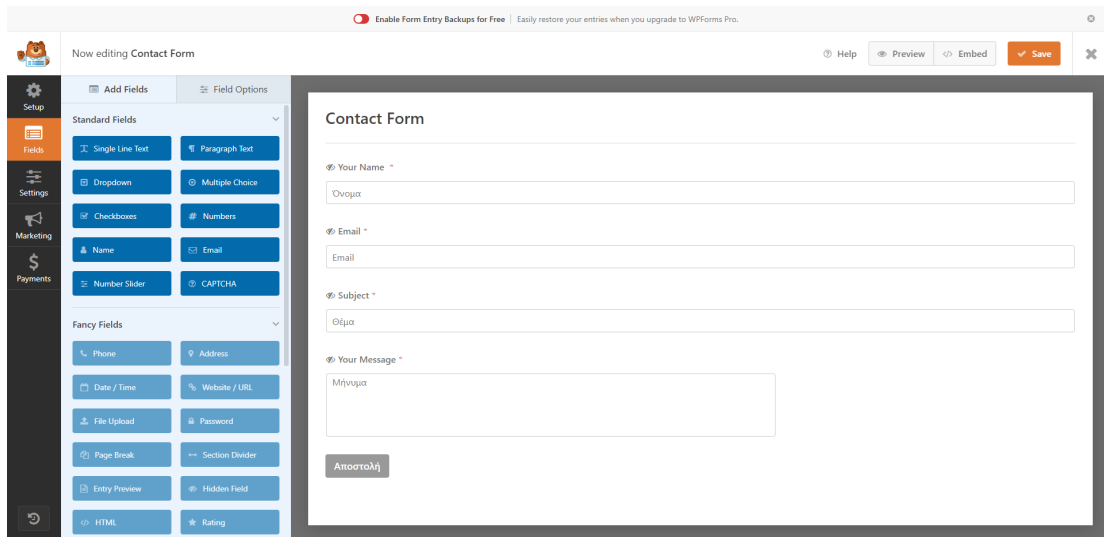 Enable Form Entry Backups for Free | Easily restore your entries when you upgrade to WPForms Pro.
Now editing Contact Form
Help
Preview
</> Embed
Save
Setup
Fields
Settings
Marketing
Payments
Add Fields
Field Options
Standard Fields
Single Line Text
Paragraph Text
Dropdown
Multiple Choice
Checkboxes
# Numbers
Name
Email
Number Slider
CAPTCHA
Fancy Fields
Phone
Address
Date / Time
Website / URL
File Upload
Password
Page Break
Section Divider
Entry Preview
Hidden Field
</> HTML
Rating
Contact Form
Your Name *
Όνομα
Email *
Email
Subject *
Θέμα
Your Message *
Μήνυμα
Αποστολή